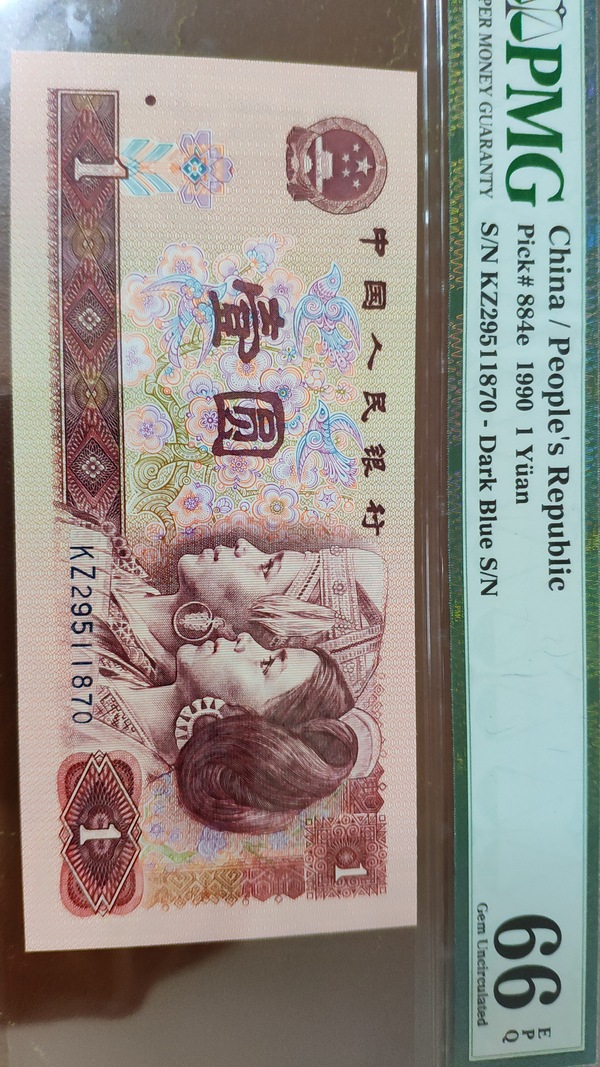 PMG
PAPER MONEY GUARANTY
China / People's Republic
Pick# 884e 1990 1 Yüan
S/N KZ29511870 - Dark Blue S/N
66 EPQ
Gem Uncirculated
中国人民银行
壹圆
1
KZ29511870
1
1